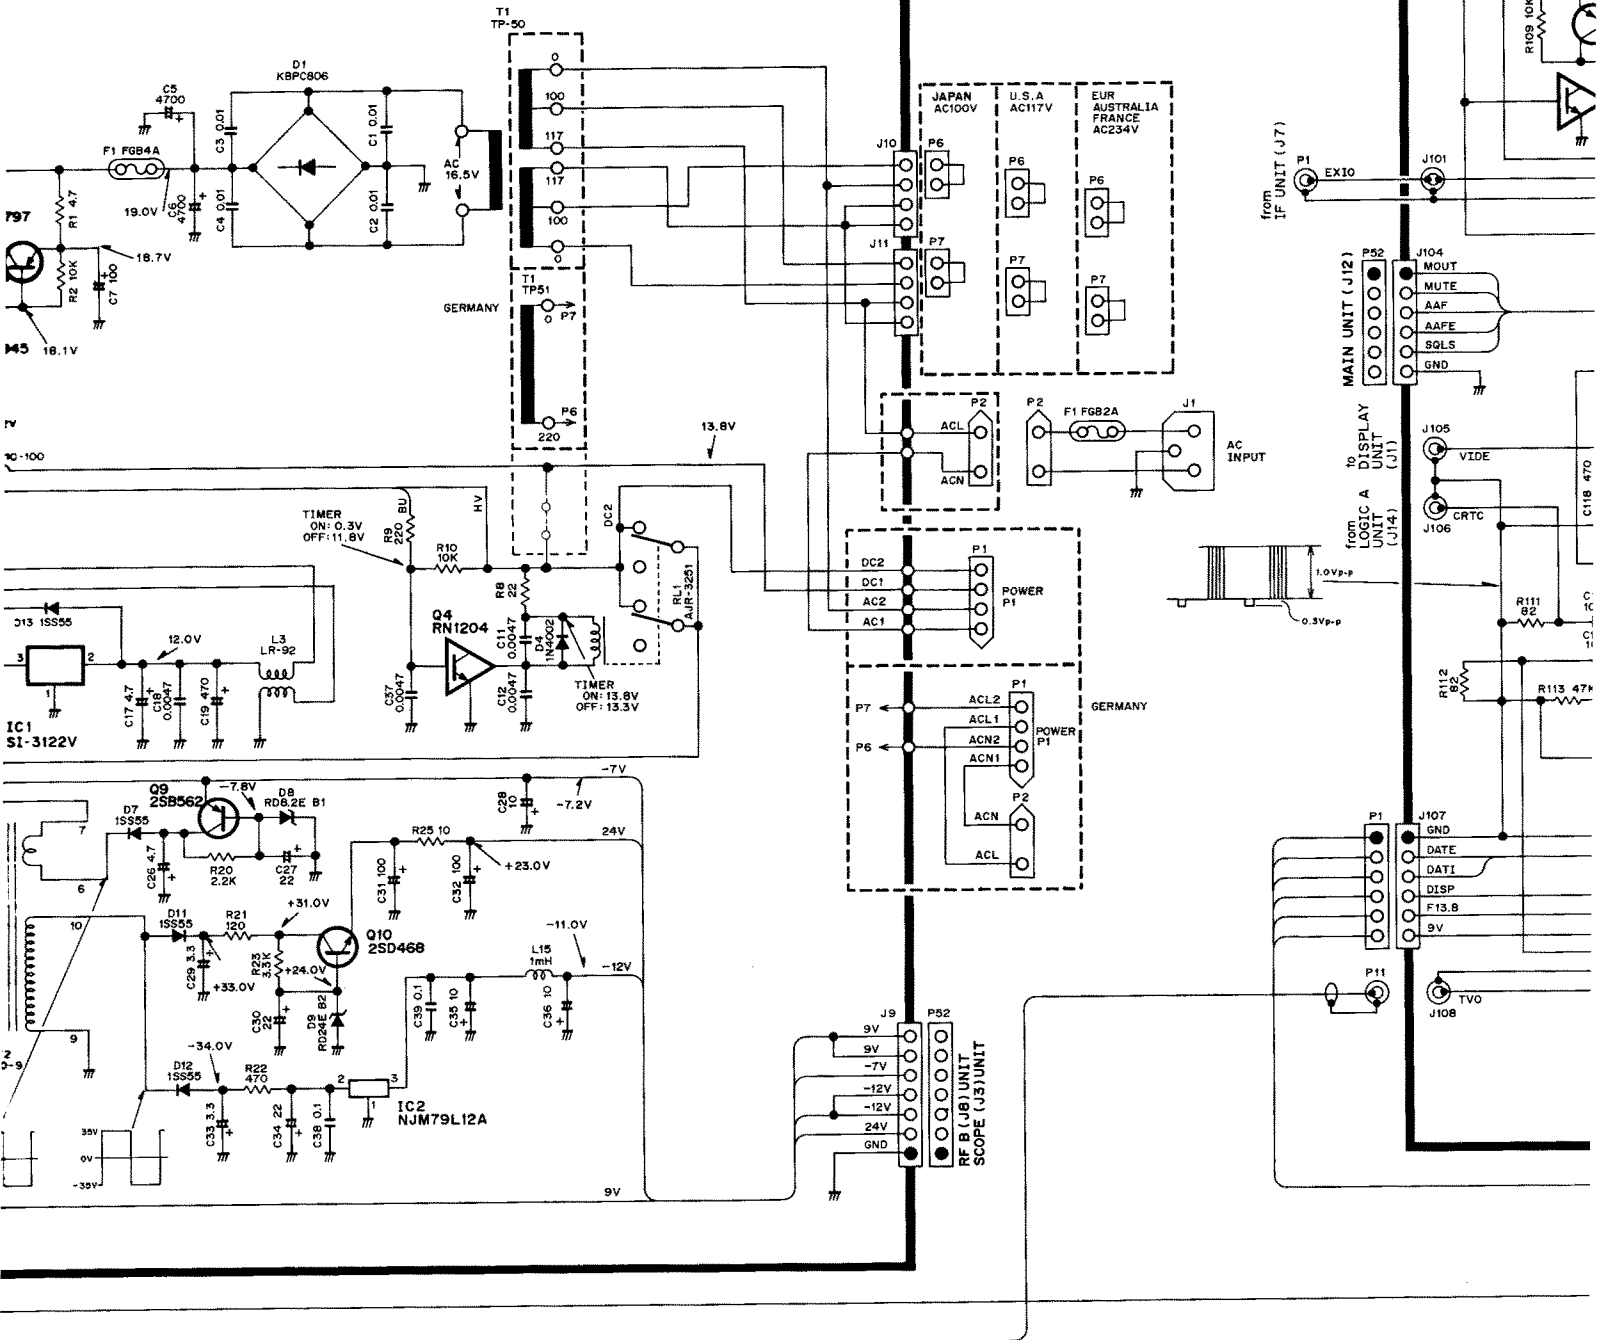 T1
TP-50
0
100
117
117
100
0
D1
KBPC806
C5
4700
C3 0.01
C1 0.01
F1 FGB4A
19.0V
C6
4700
C4 0.01
C2 0.01
AC
16.5V
R1 4.7
797
R2 10K
C7 100
18.7V
18.1V
GERMANY
T1
TP51
0
P7
P6
220
J10
J11
JAPAN
AC100V
U.S.A
AC117V
EUR
AUSTRALIA
FRANCE
AC234V
P6
P6
P6
P7
P7
P7
ACL
ACN
P2
P2
F1 FGB2A
J1
AC
INPUT
13.8V
10-100
TIMER
ON: 0.3V
OFF:11.8V
BU
R9
220
HV
R10
10K
R8
22
DC2
RL1
AJR-3251
Q4
RN1204
C11
0.0047
D4
1N4002
C37
0.0047
C12
0.0047
TIMER
ON:13.8V
OFF:13.3V
D13 1SS55
12.0V
L3
LR-92
3
2
1
C17 4.7
C18
0.0047
C19 470
IC1
SI-3122V
DC2
DC1
AC2
AC1
P1
POWER
P1
P7
P6
ACL2
ACL1
ACN2
ACN1
P1
POWER
P1
GERMANY
P2
ACN
ACL
-7V
-7.2V
Q9
2SB562
-7.8V
D8
RD8.2E B1
D7
1SS55
C28
10
7
6
C26 4.7
R20
2.2K
C27
22
R25 10
24V
+23.0V
C31 100
C32 100
10
9
D11
1SS55
R21
120
+31.0V
Q10
2SD468
C29 3.3
+33.0V
R23
3.3K
+24.0V
C30
22
D9
RD24E B2
L15
1mH
-11.0V
-12V
C39 0.1
C35 10
C36 10
-34.0V
D12
1SS55
R22
470
2
3
1
IC2
NJM79L12A
C33 3.3
C34 22
C38 0.1
35V
0V
-35V
9V
J9
P52
9V
9V
-7V
-12V
-12V
24V
GND
RF B (J8) UNIT
SCOPE (J3) UNIT
R109 10K
from
IF UNIT (J7)
P1
EXIO
J101
MAIN UNIT (J12)
P52
J104
MOUT
MUTE
AAF
AAFE
SQLS
GND
to
DISPLAY
UNIT
(J1)
J105
VIDE
from
LOGIC A
UNIT
(J14)
J106
CRTC
C118 470
1.0Vp-p
0.3Vp-p
R111
82
R112
82
R113 47K
P1
J107
GND
DATE
DATI
DISP
F13.8
9V
P11
TVO
J108